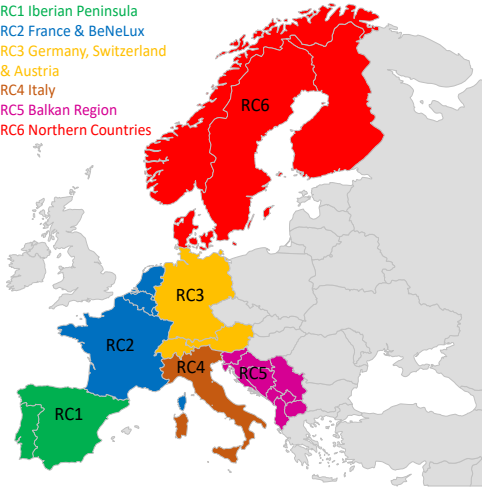 RC1 Iberian Peninsula
RC2 France & BeNeLux
RC3 Germany, Switzerland
& Austria
RC4 Italy
RC5 Balkan Region
RC6 Northern Countries
RC6
RC3
RC2
RC4
RC5
RC1